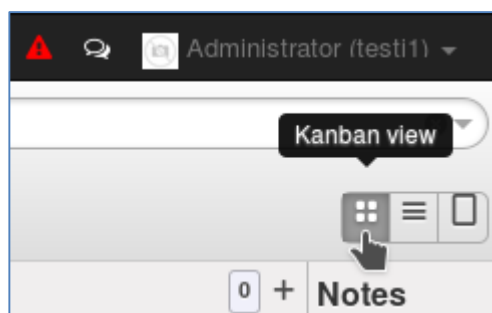 Administrator (testi1)
Kanban view
0 + Notes